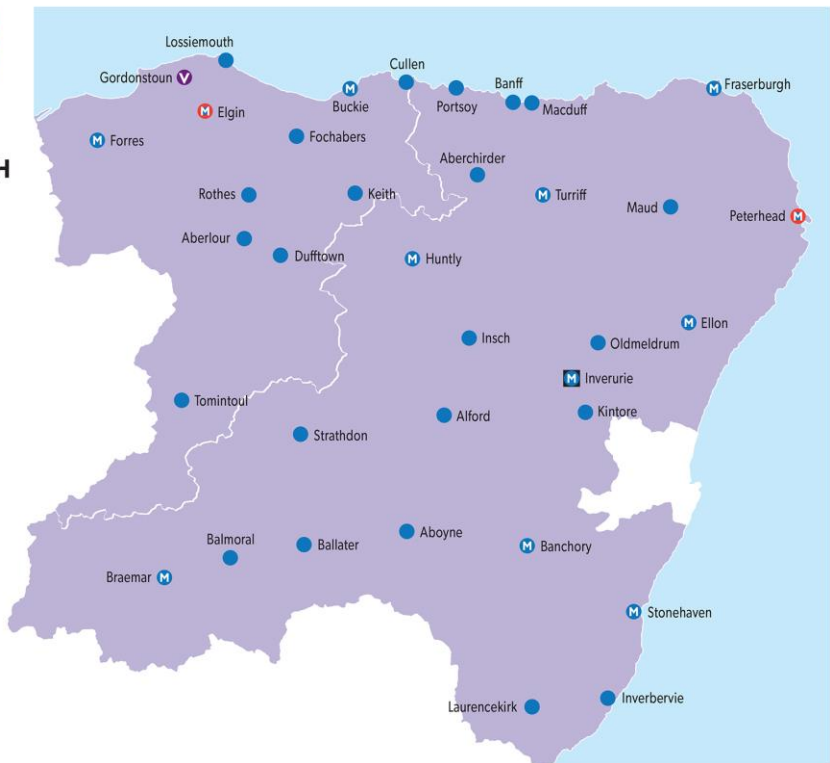 Lossiemouth
Cullen
Gordonstoun V
M Buckie
Portsoy
Banff
Macduff
M Fraserburgh
M Elgin
M Forres
Fochabers
H
Aberchirder
Rothes
Keith
M Turriff
Maud
Peterhead M
Aberlour
Dufftown
M Huntly
M Ellon
Insch
Oldmeldrum
M Inverurie
Tomintoul
Alford
Kintore
Strathdon
Balmoral
Ballater
Aboyne
M Banchory
Braemar M
M Stonehaven
Laurencekirk
Inverbervie